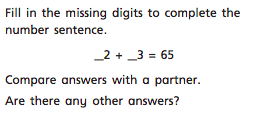 Fill in the missing digits to complete the
number sentence.
_2 + _3 = 65
Compare answers with a partner.
Are there any other answers?